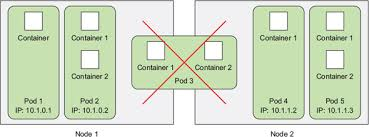 Container
Pod 1
IP: 10.1.0.1
Container 1
Container 2
Pod 2
IP: 10.1.0.2
Node 1
Container 1
Container 2
Pod 3
Container 1
Pod 4
IP: 10.1.1.2
Container 1
Container 2
Pod 5
IP: 10.1.1.3
Node 2